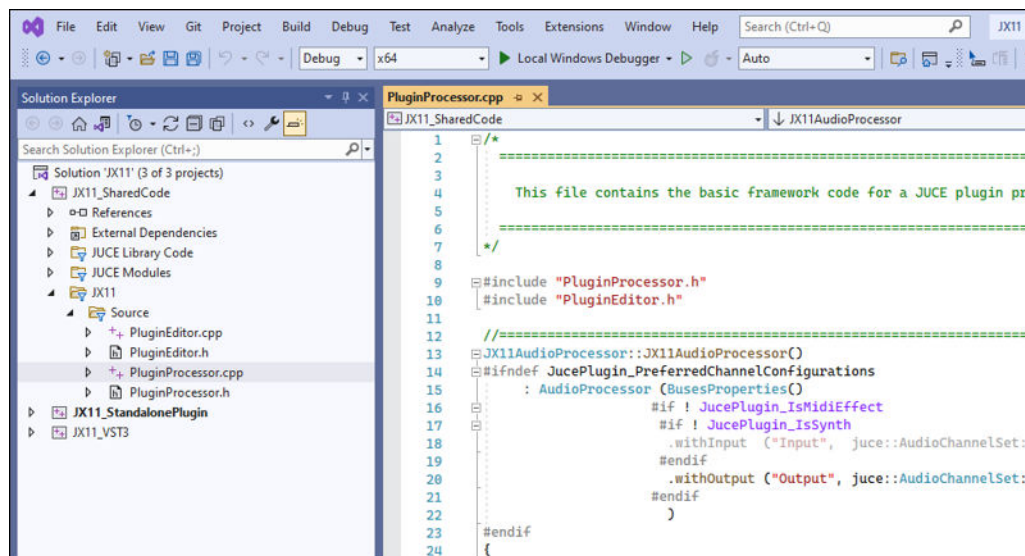 File Edit View Git Project Build Debug Test Analyze Tools Extensions Window Help Search (Ctrl+Q) JX11
Debug x64 Local Windows Debugger Auto
Solution Explorer
Search Solution Explorer (Ctrl+;)
Solution 'JX11' (3 of 3 projects)
JX11_SharedCode
References
External Dependencies
JUCE Library Code
JUCE Modules
JX11
Source
PluginEditor.cpp
PluginEditor.h
PluginProcessor.cpp
PluginProcessor.h
JX11_StandalonePlugin
JX11_VST3
PluginProcessor.cpp
JX11_SharedCode JX11AudioProcessor
1 /*
2 ==================================================================
3
4 This file contains the basic framework code for a JUCE plugin pr
5
6 ==================================================================
7 */
8
9 #include "PluginProcessor.h"
10 #include "PluginEditor.h"
11
12 //==================================================================
13 JX11AudioProcessor::JX11AudioProcessor()
14 #ifndef JucePlugin_PreferredChannelConfigurations
15 : AudioProcessor (BusesProperties()
16 #if ! JucePlugin_IsMidiEffect
17 #if ! JucePlugin_IsSynth
18 .withInput ("Input", juce::AudioChannelSet:
19 #endif
20 .withOutput ("Output", juce::AudioChannelSet:
21 #endif
22 )
23 #endif
24 {